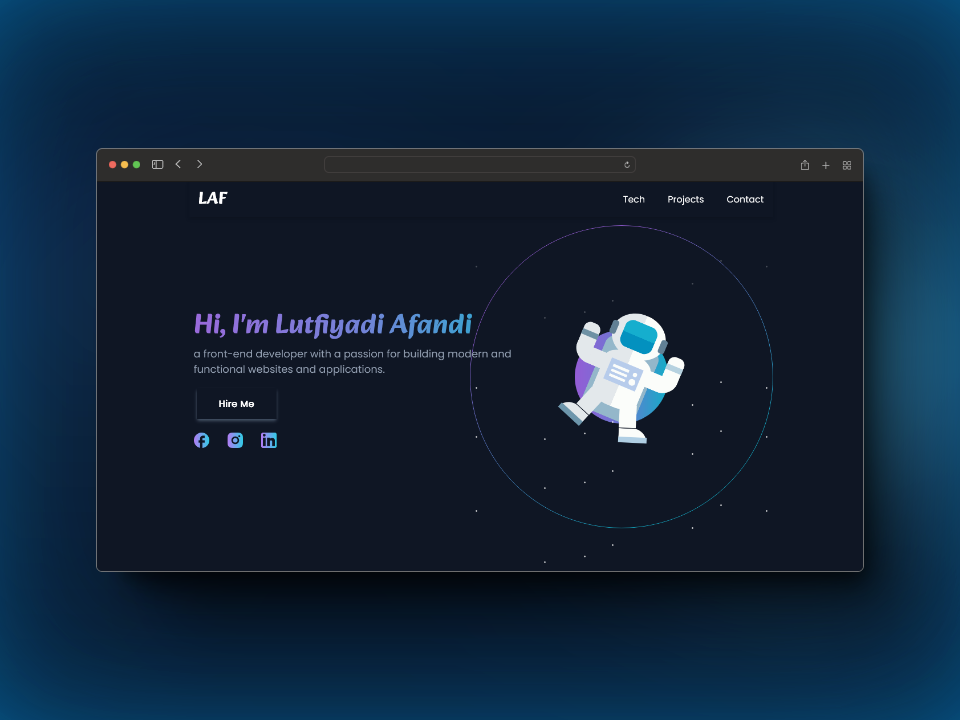 LAF
Tech
Projects
Contact
Hi, I'm Lutfiyadi Afandi
a front-end developer with a passion for building modern and
functional websites and applications.
Hire Me